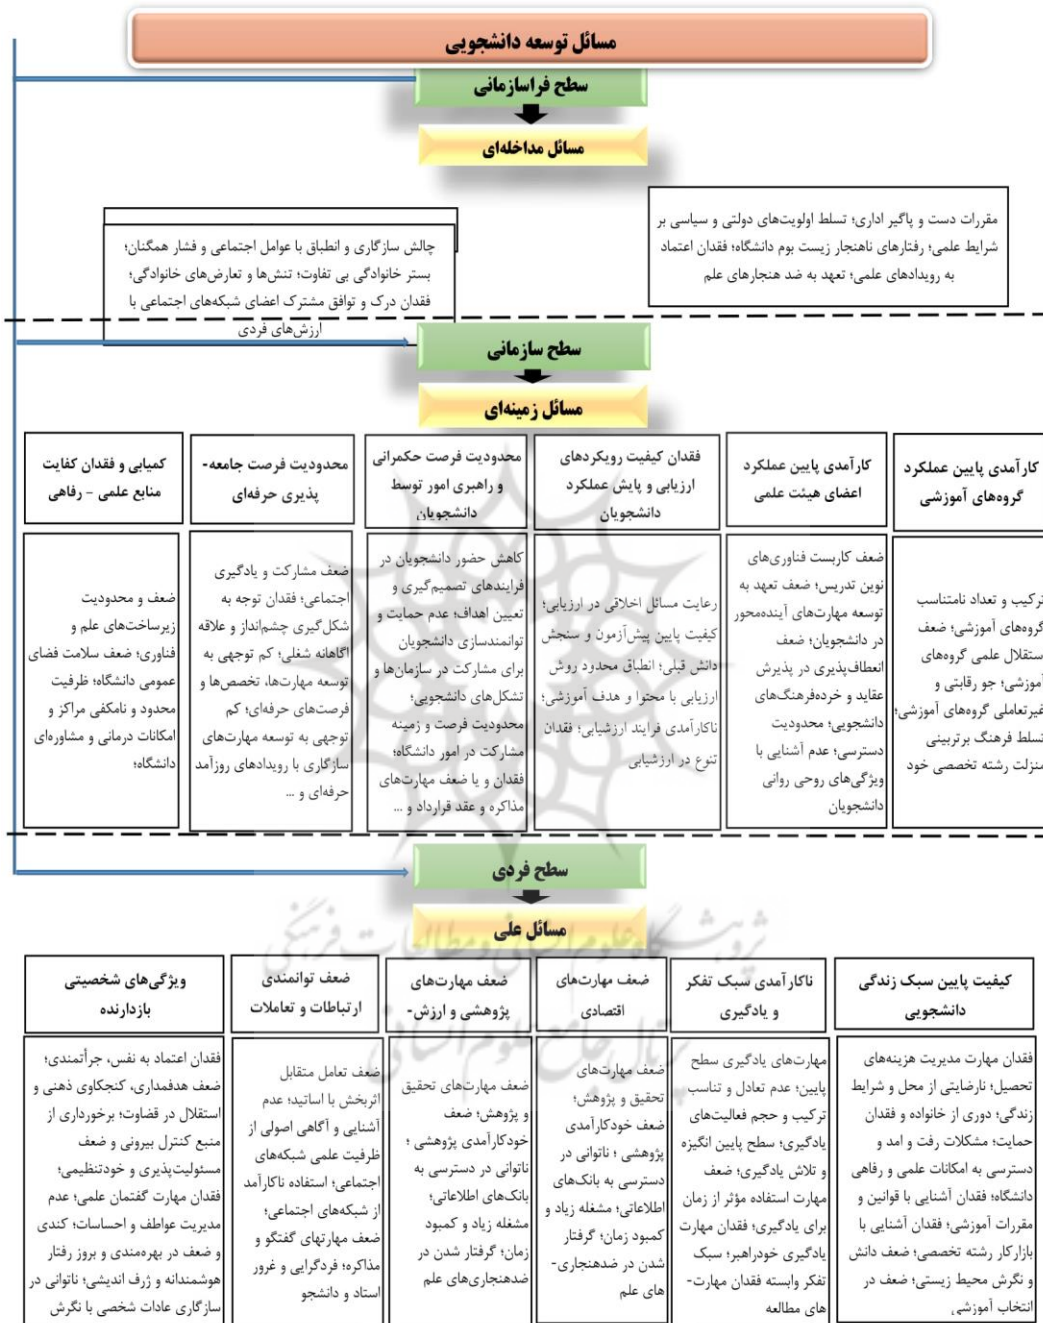 مسائل توسعه دانشجویی
سطح فراسازمانی
مسائل مداخله‌ای
مقررات دست و پاگیر اداری؛ تسلط اولویت‌های دولتی و سیاسی بر
شرایط علمی؛ رفتارهای ناهنجار زیست بوم دانشگاه؛ فقدان اعتماد
به رویدادهای علمی؛ تعهد به ضد هنجارهای علم
چالش سازگاری و انطباق با عوامل اجتماعی و فشار همگنان؛
بستر خانوادگی بی تفاوت؛ تنش‌ها و تعارض‌های خانوادگی؛
فقدان درک و توافق مشترک اعضای شبکه‌های اجتماعی با
ارزش‌های فردی
سطح سازمانی
مسائل زمینه‌ای
کارآمدی پایین عملکرد
گروه‌های آموزشی
ترکیب و تعداد نامتناسب
گروه‌های آموزشی؛ ضعف
استقلال علمی گروه‌های
آموزشی؛ جو رقابتی و
غیرتعاملی گروه‌های آموزشی؛
تسلط فرهنگ برتربینی
منزلت رشته تخصصی خود
کارآمدی پایین عملکرد
اعضای هیئت علمی
ضعف کاربست فناوری‌های
نوین تدریس؛ ضعف تعهد به
توسعه مهارت‌های آینده‌محور
در دانشجویان؛ ضعف
انعطاف‌پذیری در پذیرش
عقاید و خرده‌فرهنگ‌های
دانشجویی؛ محدودیت
دسترسی؛ عدم آشنایی با
ویژگی‌های روحی روانی
دانشجویان
فقدان کیفیت رویکردهای
ارزیابی و پایش عملکرد
دانشجویان
رعایت مسائل اخلاقی در ارزیابی؛
کیفیت پایین پیش‌آزمون و سنجش
دانش قبلی؛ انطباق محدود روش
ارزیابی با محتوا و هدف آموزشی؛
ناکارآمدی فرایند ارزشیابی؛ فقدان
تنوع در ارزشیابی
محدودیت فرصت حکمرانی
و راهبری امور توسط
دانشجویان
کاهش حضور دانشجویان در
فرایندهای تصمیم‌گیری و
تعیین اهداف؛ عدم حمایت و
توانمندسازی دانشجویان
برای مشارکت در سازمان‌ها و
تشکل‌های دانشجویی؛
محدودیت فرصت و زمینه
مشارکت در امور دانشگاه؛
فقدان و یا ضعف مهارت‌های
مذاکره و عقد قرارداد و ...
محدودیت فرصت جامعه-
پذیری حرفه‌ای
ضعف مشارکت و یادگیری
اجتماعی؛ فقدان توجه به
شکل‌گیری چشم‌انداز و علاقه
اگاهانه شغلی؛ کم توجهی به
توسعه مهارت‌ها، تخصص‌ها و
فرصت‌های حرفه‌ای؛ کم
توجهی به توسعه مهارت‌های
سازگاری با رویدادهای روزآمد
حرفه‌ای و ...
کمیابی و فقدان کفایت
منابع علمی - رفاهی
ضعف و محدودیت
زیرساخت‌های علم و
فناوری؛ ضعف سلامت فضای
عمومی دانشگاه؛ ظرفیت
محدود و نامکفی مراکز و
امکانات درمانی و مشاوره‌ای
دانشگاه؛
سطح فردی
مسائل علی
پژوهشگاه علوم انسانی و مطالعات فرهنگی
پرتال جامع علوم انسانی
کیفیت پایین سبک زندگی
دانشجویی
فقدان مهارت مدیریت هزینه‌های
تحصیل؛ نارضایتی از محل و شرایط
زندگی؛ دوری از خانواده و فقدان
حمایت؛ مشکلات رفت و امد و
دسترسی به امکانات علمی و رفاهی
دانشگاه؛ فقدان آشنایی با قوانین و
مقررات آموزشی؛ فقدان آشنایی با
بازارکار رشته تخصصی؛ ضعف دانش
و نگرش محیط زیستی؛ ضعف در
انتخاب آموزشی
ناکارآمدی سبک تفکر
و یادگیری
مهارت‌های یادگیری سطح
پایین؛ عدم تعادل و تناسب
ترکیب و حجم فعالیت‌های
یادگیری؛ سطح پایین انگیزه
و تلاش یادگیری؛ ضعف
مهارت استفاده مؤثر از زمان
برای یادگیری؛ فقدان مهارت
یادگیری خودراهبر؛ سبک
تفکر وابسته فقدان مهارت-
های مطالعه
ضعف مهارت‌های
اقتصادی
ضعف مهارت‌های
تحقیق و پژوهش؛
ضعف خودکارآمدی
پژوهشی ؛ ناتوانی در
دسترسی به بانک‌های
اطلاعاتی؛ مشغله زیاد و
کمبود زمان؛ گرفتار
شدن در ضدهنجاری-
های علم
ضعف مهارت‌های
پژوهشی و ارزش-
ضعف مهارت‌های تحقیق
و پژوهش؛ ضعف
خودکارآمدی پژوهشی ؛
ناتوانی در دسترسی به
بانک‌های اطلاعاتی؛
مشغله زیاد و کمبود
زمان؛ گرفتار شدن در
ضدهنجاری‌های علم
ضعف توانمندی
ارتباطات و تعاملات
ضعف تعامل متقابل
اثربخش با اساتید؛ عدم
آشنایی و آگاهی اصولی از
ظرفیت علمی شبکه‌های
اجتماعی؛ استفاده ناکارآمد
از شبکه‌های اجتماعی؛
ضعف مهارتهای گفتگو و
مذاکره؛ فردگرایی و غرور
استاد و دانشجو
ویژگی‌های شخصیتی
بازدارنده
فقدان اعتماد به نفس، جرأتمندی؛
ضعف هدفمداری، کنجکاوی ذهنی و
استقلال در قضاوت؛ برخورداری از
منبع کنترل بیرونی و ضعف
مسئولیت‌پذیری و خودتنظیمی؛
فقدان مهارت گفتمان علمی؛ عدم
مدیریت عواطف و احساسات؛ کندی
و ضعف در بهره‌مندی و بروز رفتار
هوشمندانه و ژرف اندیشی؛ ناتوانی در
سازگاری عادات شخصی با نگرش